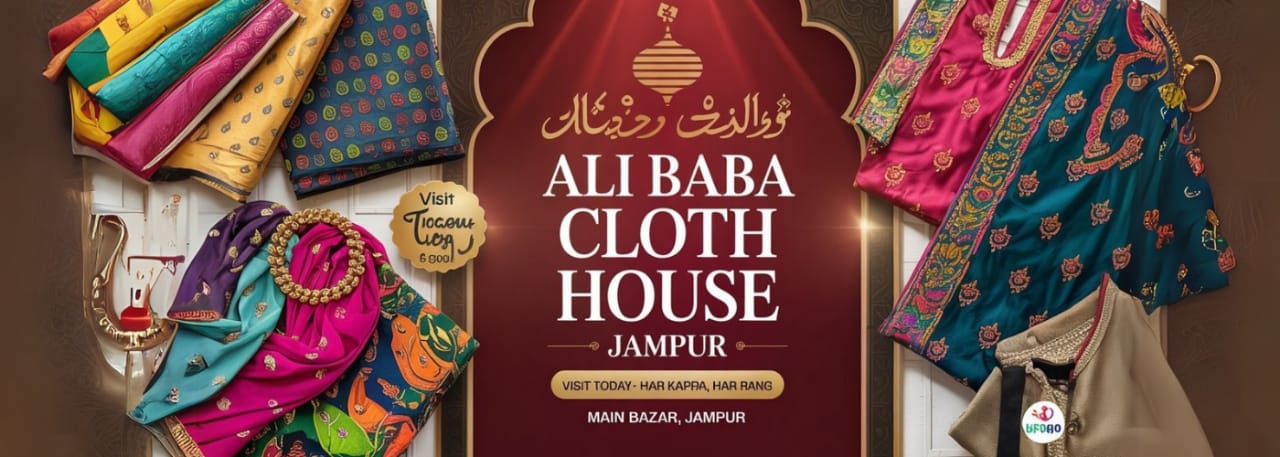 ALI BABA
CLOTH
HOUSE
JAMPUR
VISIT TODAY - HAR KAPRA, HAR RANG
MAIN BAZAR, JAMPUR
Visit